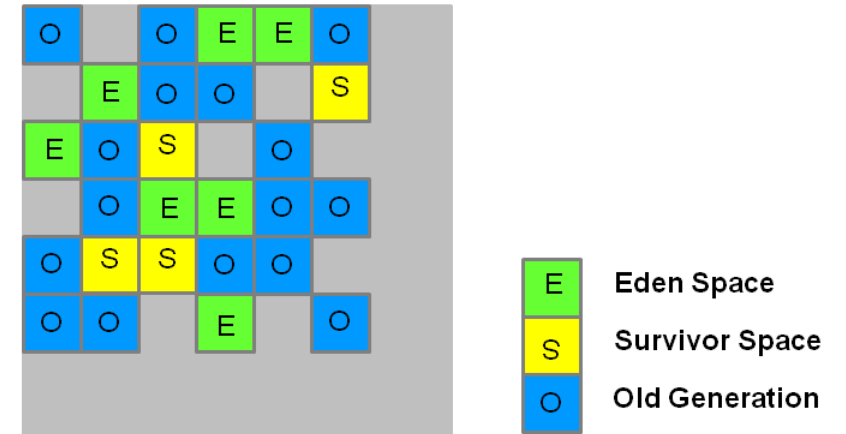 O O E E O
E O O S
E O S O
O E E O O
O S S O O
O O E O
E Eden Space
S Survivor Space
O Old Generation